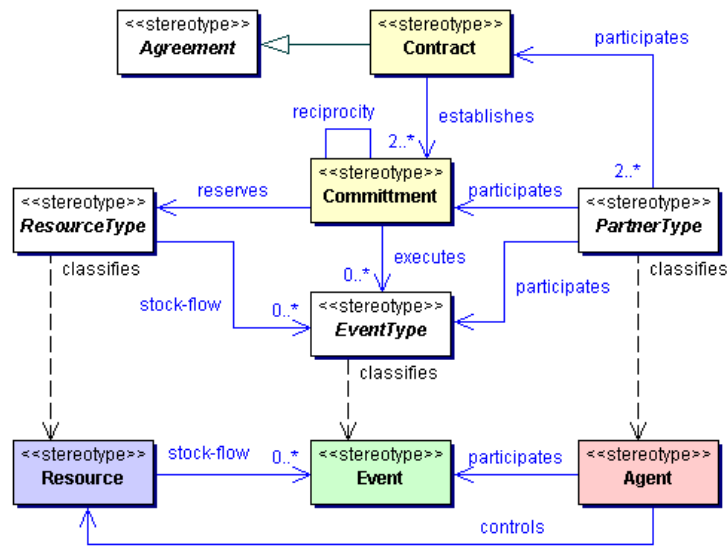 <<stereotype>>
Agreement
<<stereotype>>
Contract
participates
reciprocity
establishes
2..*
2..*
<<stereotype>>
Committment
reserves
participates
<<stereotype>>
ResourceType
<<stereotype>>
PartnerType
classifies
executes
classifies
0..*
stock-flow
0..*
participates
<<stereotype>>
EventType
classifies
<<stereotype>>
Resource
stock-flow
0..*
<<stereotype>>
Event
participates
<<stereotype>>
Agent
controls